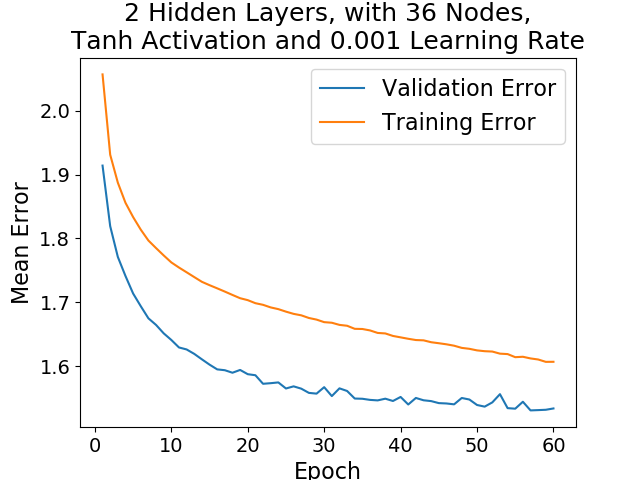 2 Hidden Layers, with 36 Nodes,
Tanh Activation and 0.001 Learning Rate
Validation Error
Training Error
Mean Error
2.0
1.9
1.8
1.7
1.6
0 10 20 30 40 50 60
Epoch